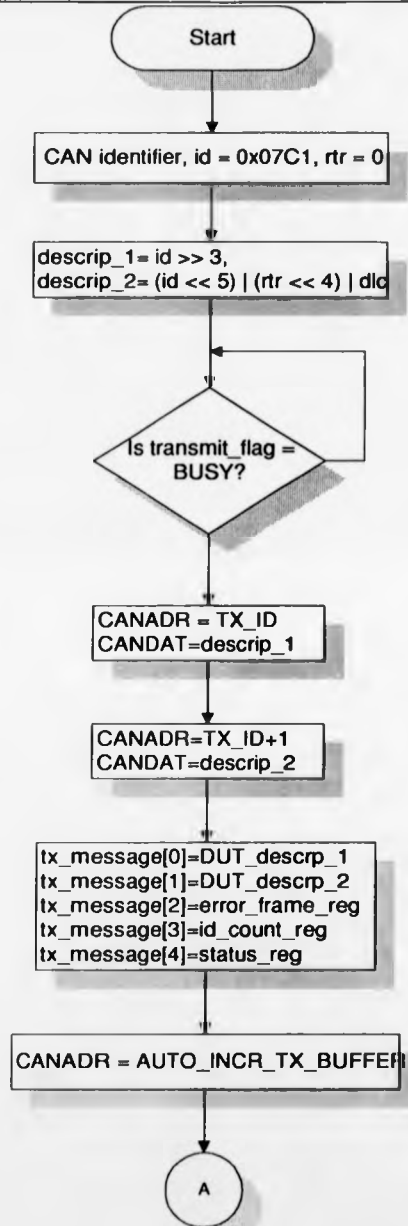 Start
CAN identifier, id = 0x07C1, rtr = 0
descrip_1= id >> 3,
descrip_2= (id << 5) | (rtr << 4) | dlc
Is transmit_flag =
BUSY?
CANADR = TX_ID
CANDAT=descrip_1
CANADR=TX_ID+1
CANDAT=descrip_2
tx_message[0]=DUT_descrp_1
tx_message[1]=DUT_descrp_2
tx_message[2]=error_frame_reg
tx_message[3]=id_count_reg
tx_message[4]=status_reg
CANADR = AUTO_INCR_TX_BUFFER
A